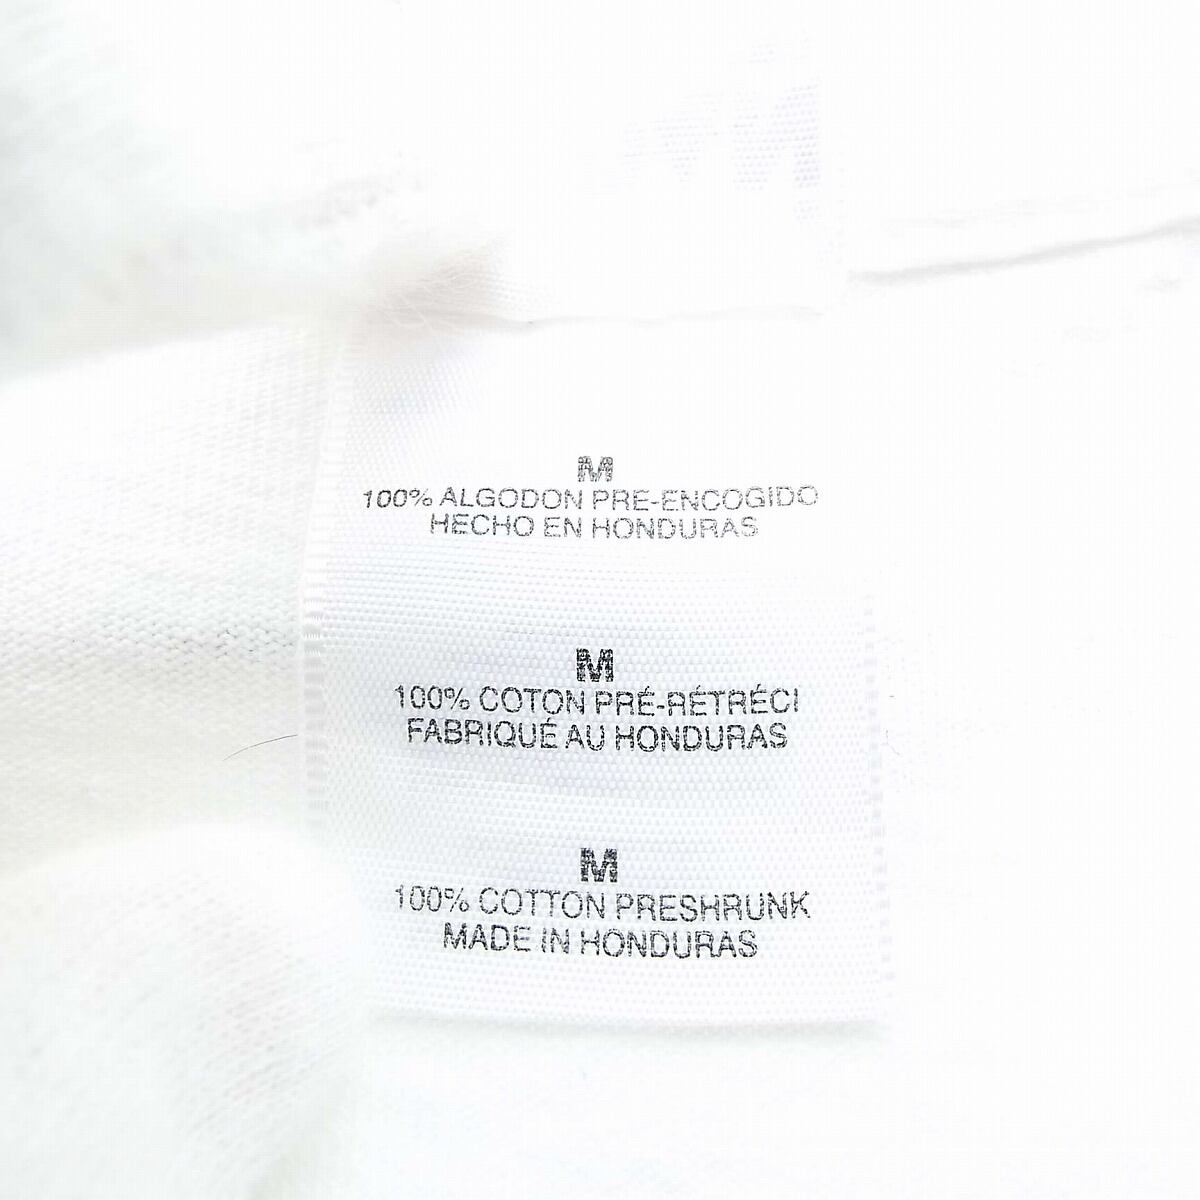 M
100% ALGODON PRE-ENCOGIDO
HECHO EN HONDURAS
M
100% COTON PRÉ-RÉTRÉCI
FABRIQUÉ AU HONDURAS
M
100% COTTON PRESHRUNK
MADE IN HONDURAS